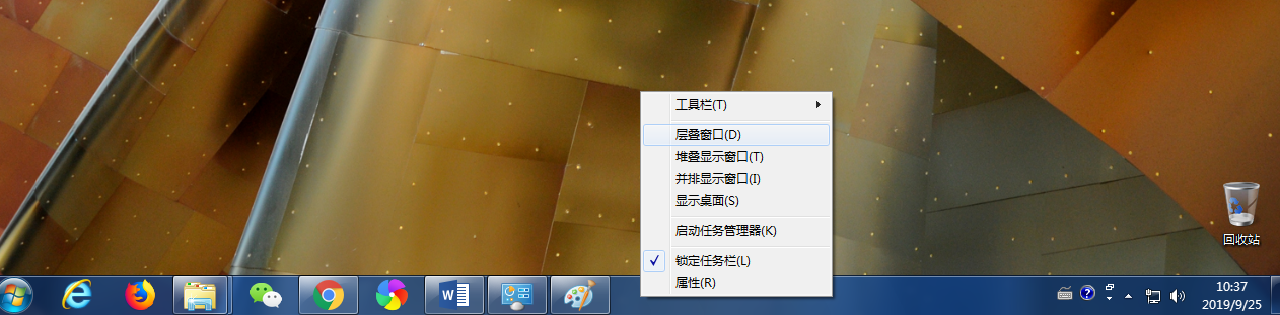 工具栏(T)
层叠窗口(D)
堆叠显示窗口(T)
并排显示窗口(I)
显示桌面(S)
启动任务管理器(K)
锁定任务栏(L)
属性(R)
回收站
W
?
10:37
2019/9/25